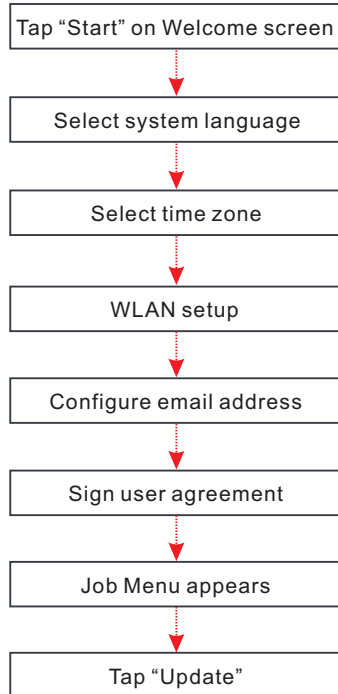 Tap “Start” on Welcome screen
Select system language
Select time zone
WLAN setup
Configure email address
Sign user agreement
Job Menu appears
Tap “Update”